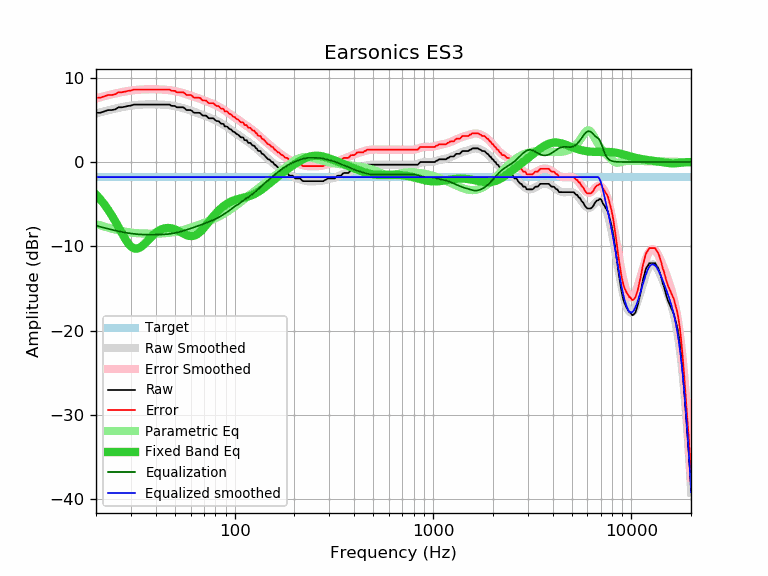 Earsonics ES3
10
0
−10
−20
−30
−40
Amplitude (dBr)
Target
Raw Smoothed
Error Smoothed
Raw
Error
Parametric Eq
Fixed Band Eq
Equalization
Equalized smoothed
100
1000
10000
Frequency (Hz)